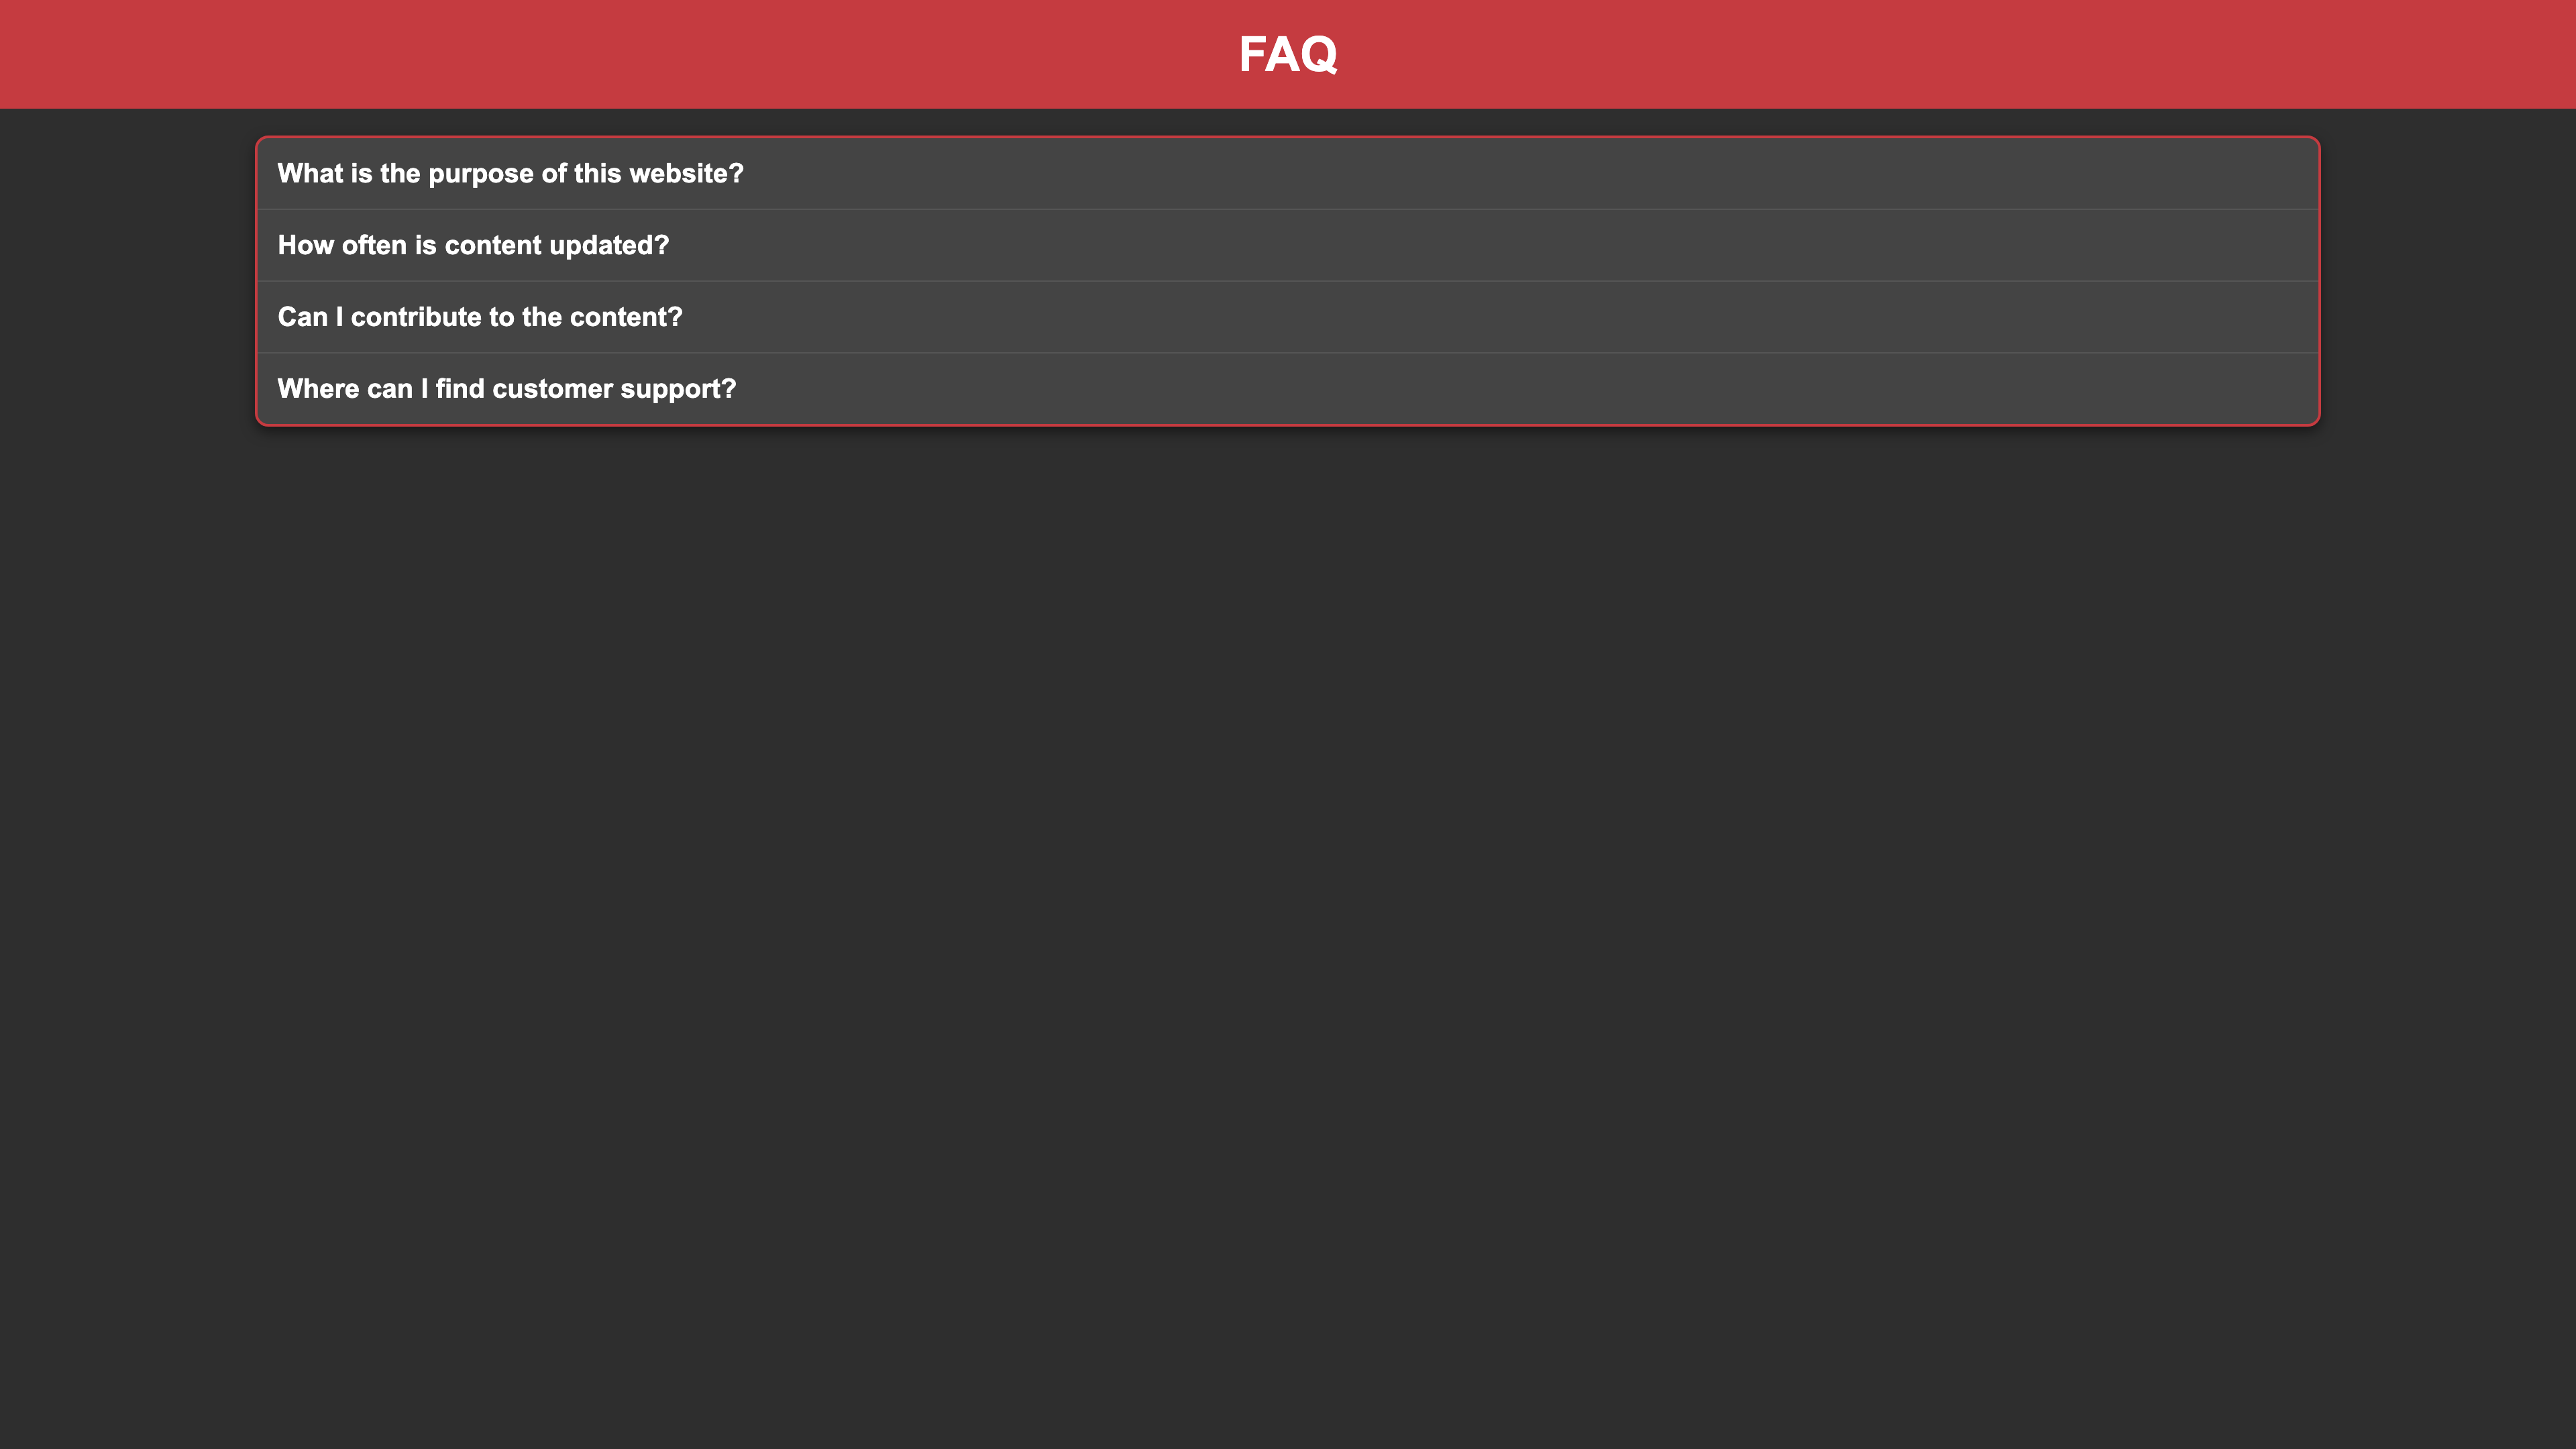 FAQ
What is the purpose of this website?
How often is content updated?
Can I contribute to the content?
Where can I find customer support?